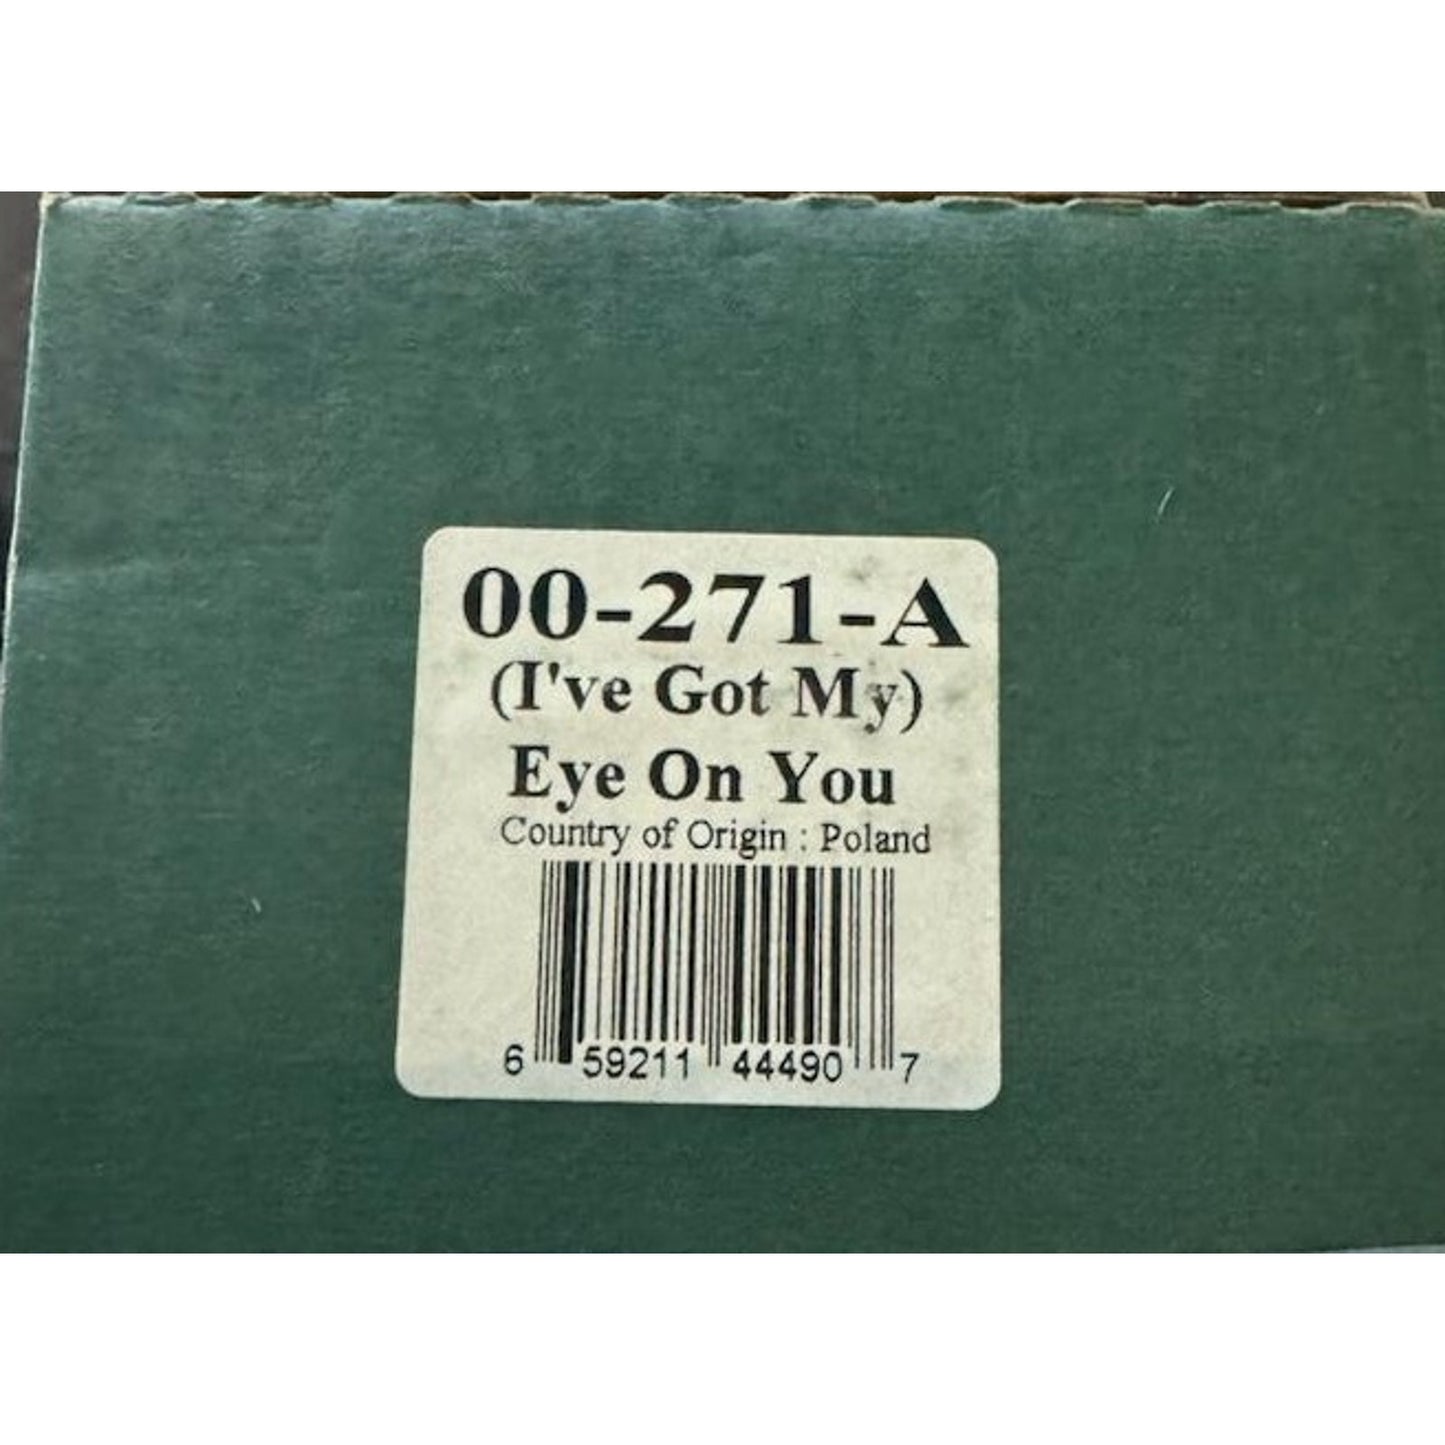 00-271-A
(I've Got My)
Eye On You
Country of Origin : Poland
6 59211 44490 7